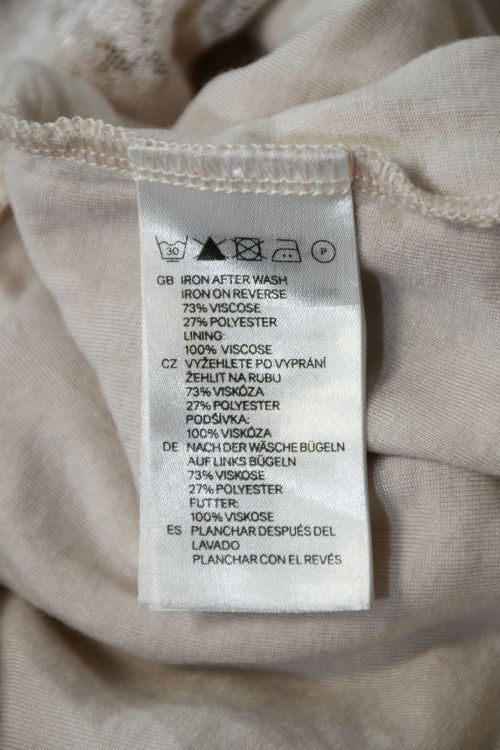 30 P
GB IRON AFTER WASH
IRON ON REVERSE
73% VISCOSE
27% POLYESTER
LINING:
100% VISCOSE
CZ VYŽEHLETE PO VYPRÁNÍ
ŽEHLIT NA RUBU
73% VISKÓZA
27% POLYESTER
PODŠÍVKA:
100% VISKÓZA
DE NACH DER WÄSCHE BÜGELN
AUF LINKS BÜGELN
73% VISKOSE
27% POLYESTER
FUTTER:
100% VISKOSE
ES PLANCHAR DESPUÉS DEL
LAVADO
PLANCHAR CON EL REVÉS